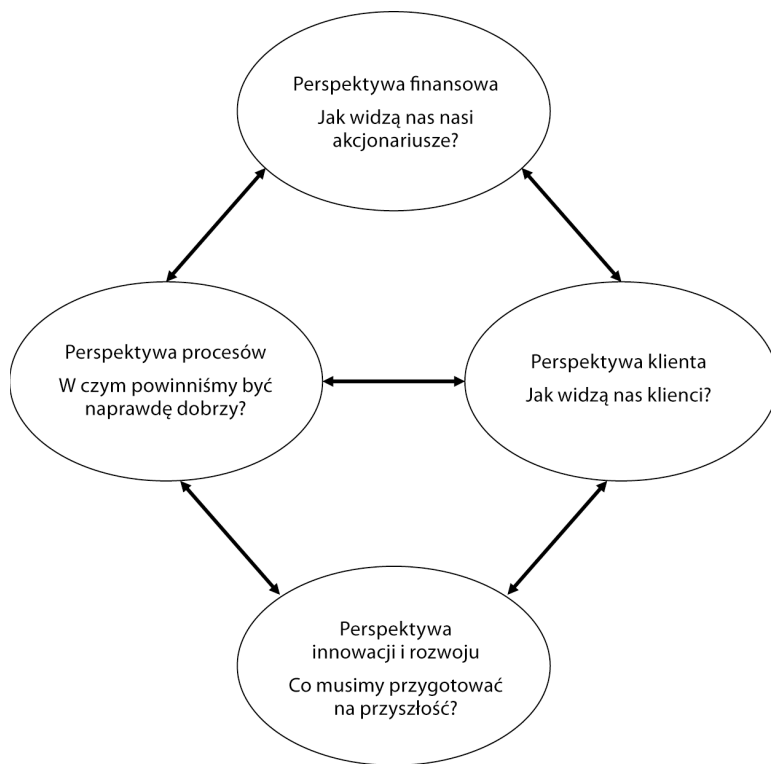 Perspektywa finansowa
Jak widzą nas nasi
akcjonariusze?
Perspektywa procesów
W czym powinniśmy być
naprawdę dobrzy?
Perspektywa klienta
Jak widzą nas klienci?
Perspektywa
innowacji i rozwoju
Co musimy przygotować
na przyszłość?